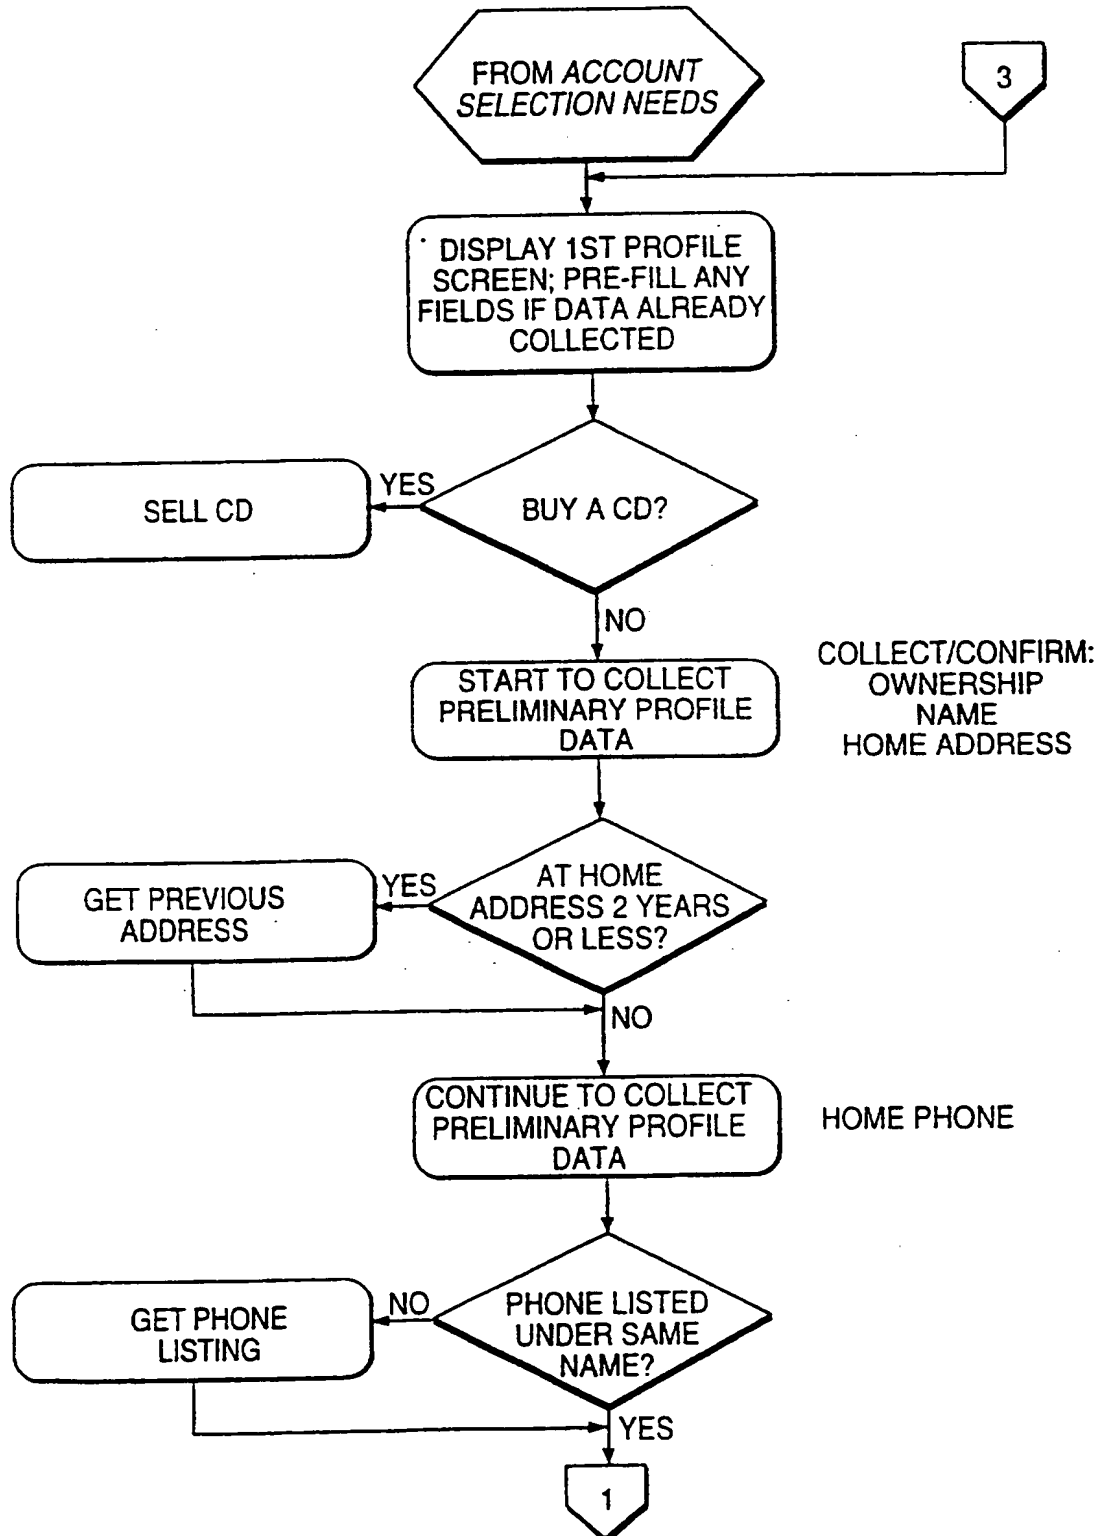 FROM ACCOUNT
SELECTION NEEDS
3
DISPLAY 1ST PROFILE
SCREEN; PRE-FILL ANY
FIELDS IF DATA ALREADY
COLLECTED
YES
SELL CD
BUY A CD?
NO
START TO COLLECT
PRELIMINARY PROFILE
DATA
COLLECT/CONFIRM:
OWNERSHIP
NAME
HOME ADDRESS
YES
GET PREVIOUS
ADDRESS
AT HOME
ADDRESS 2 YEARS
OR LESS?
NO
CONTINUE TO COLLECT
PRELIMINARY PROFILE
DATA
HOME PHONE
NO
GET PHONE
LISTING
PHONE LISTED
UNDER SAME
NAME?
YES
1